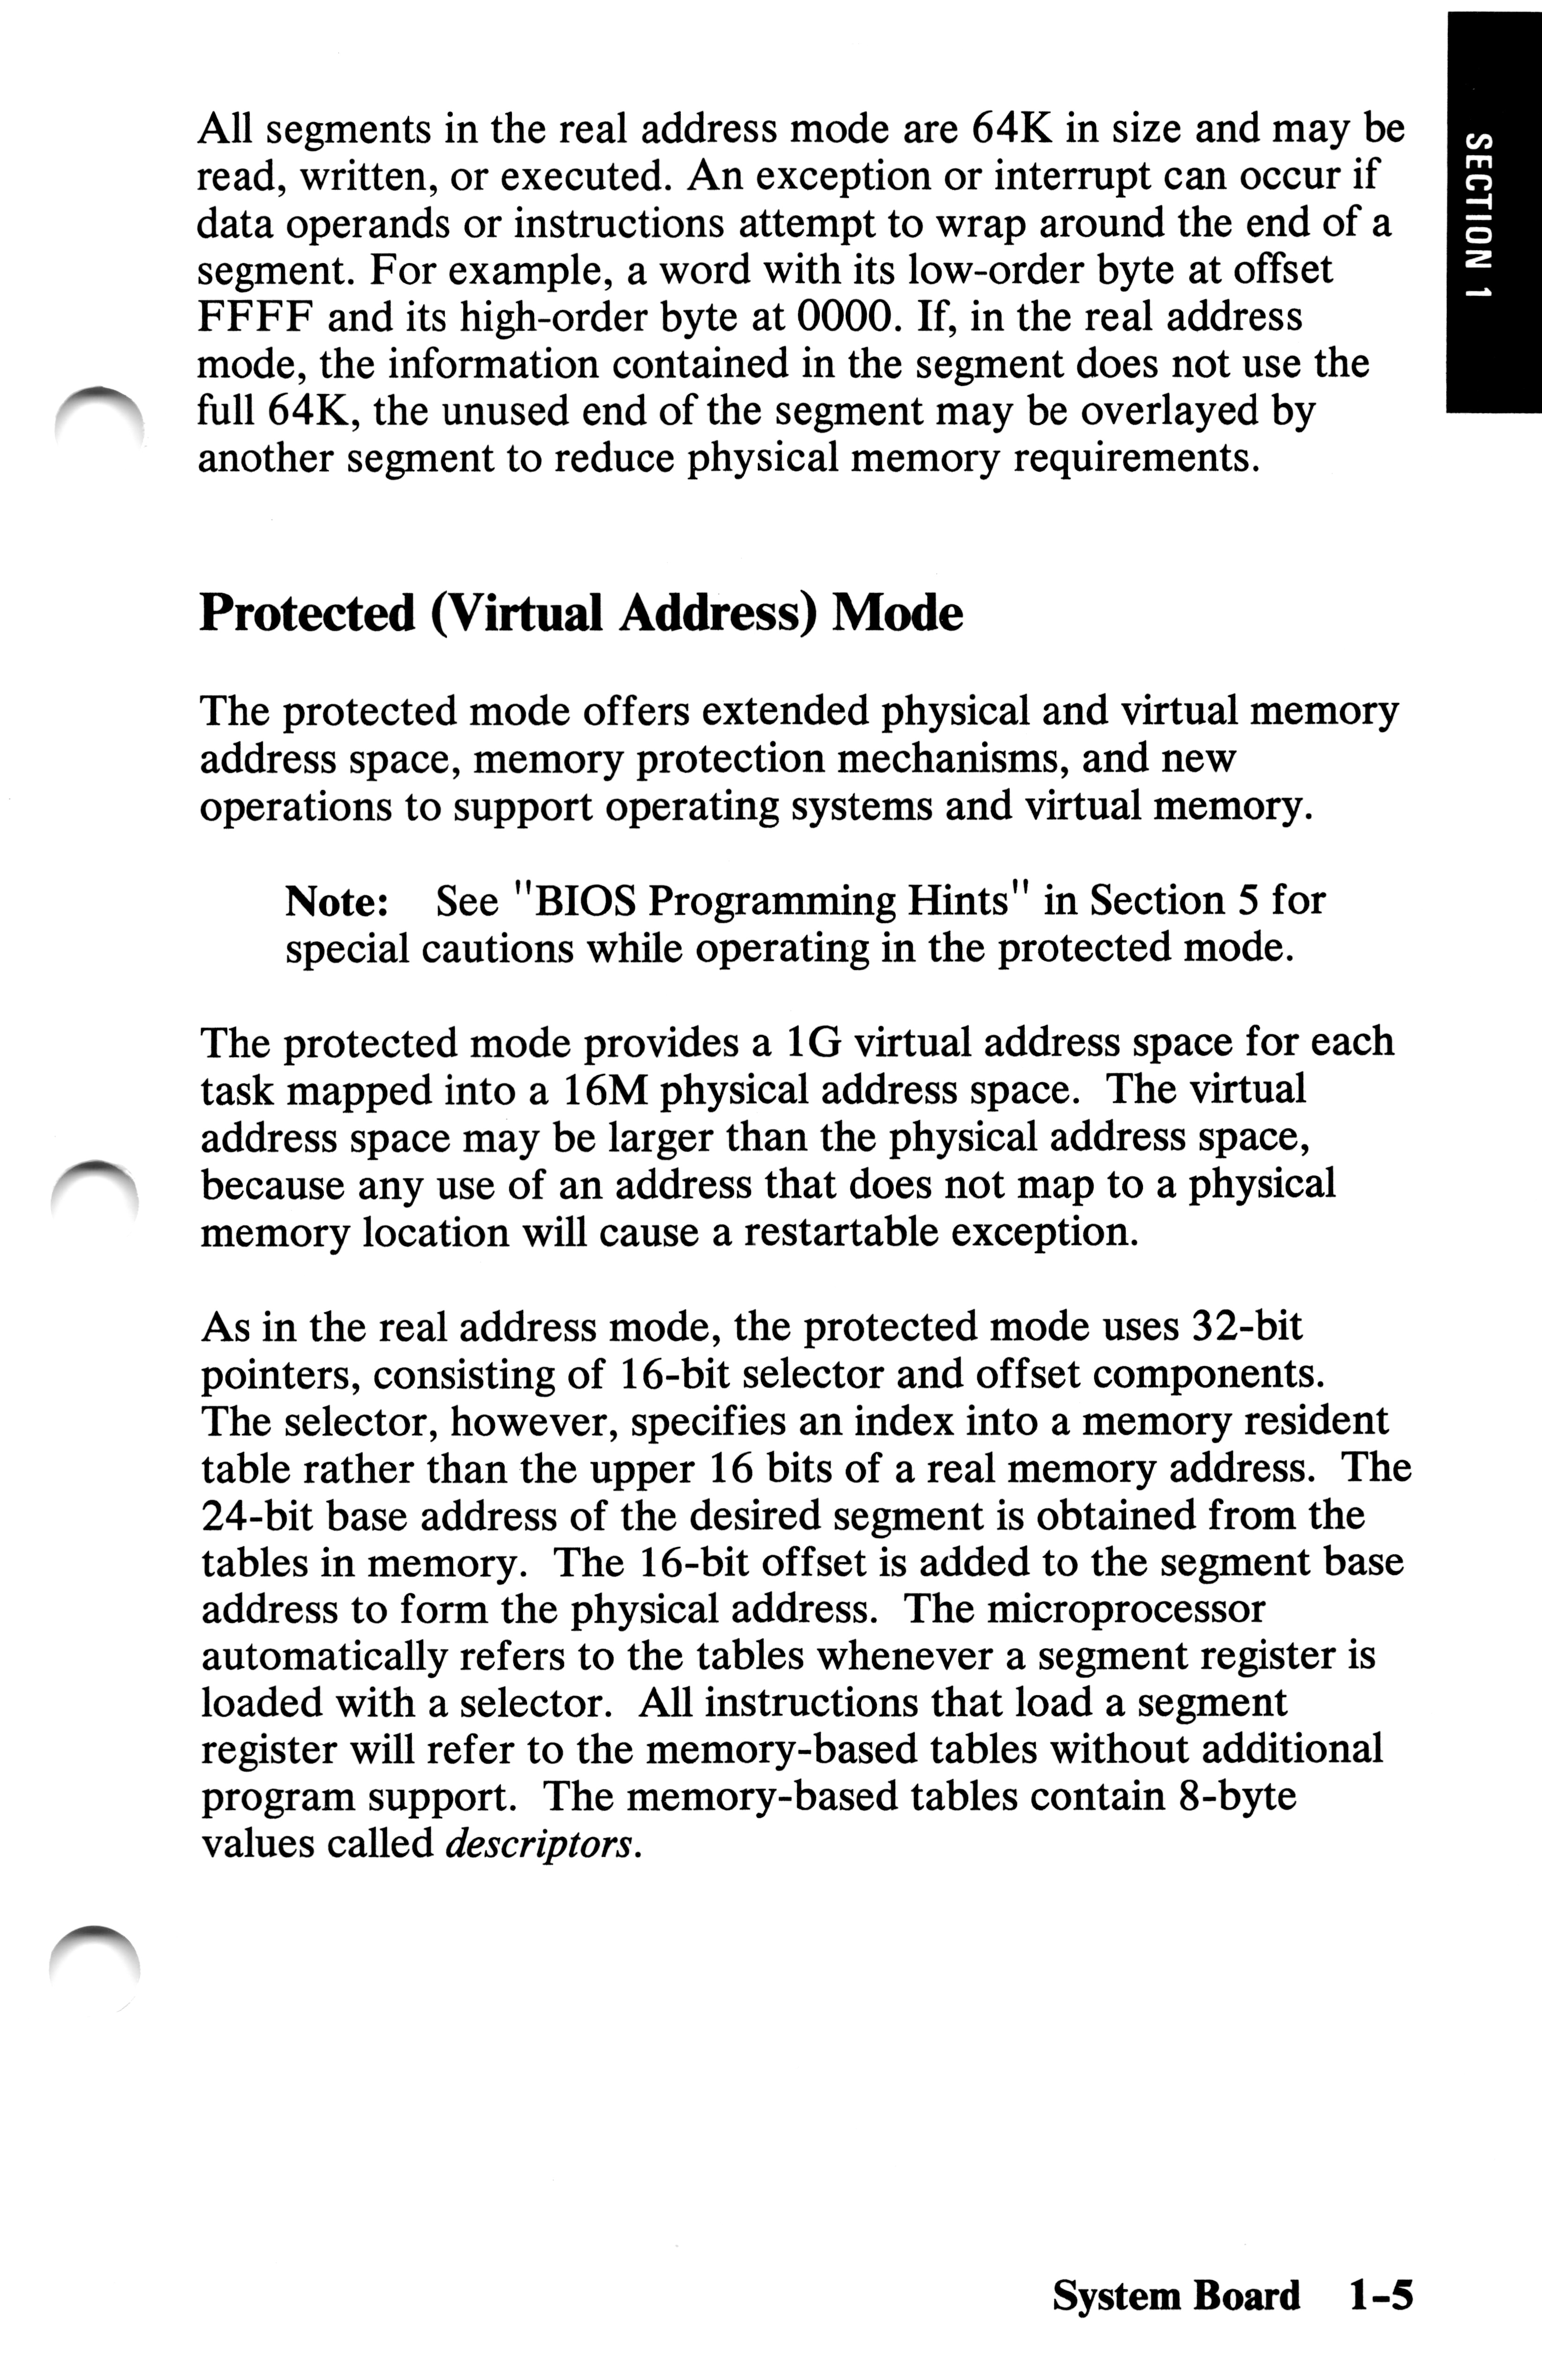 SECTION 1
All segments in the real address mode are 64K in size and may be
read, written, or executed. An exception or interrupt can occur if
data operands or instructions attempt to wrap around the end of a
segment. For example, a word with its low-order byte at offset
FFFF and its high-order byte at 0000. If, in the real address
mode, the information contained in the segment does not use the
full 64K, the unused end of the segment may be overlayed by
another segment to reduce physical memory requirements.
Protected (Virtual Address) Mode
The protected mode offers extended physical and virtual memory
address space, memory protection mechanisms, and new
operations to support operating systems and virtual memory.
Note: See "BIOS Programming Hints" in Section 5 for
special cautions while operating in the protected mode.
The protected mode provides a 1G virtual address space for each
task mapped into a 16M physical address space. The virtual
address space may be larger than the physical address space,
because any use of an address that does not map to a physical
memory location will cause a restartable exception.
As in the real address mode, the protected mode uses 32-bit
pointers, consisting of 16-bit selector and offset components.
The selector, however, specifies an index into a memory resident
table rather than the upper 16 bits of a real memory address. The
24-bit base address of the desired segment is obtained from the
tables in memory. The 16-bit offset is added to the segment base
address to form the physical address. The microprocessor
automatically refers to the tables whenever a segment register is
loaded with a selector. All instructions that load a segment
register will refer to the memory-based tables without additional
program support. The memory-based tables contain 8-byte
values called descriptors.
System Board 1-5